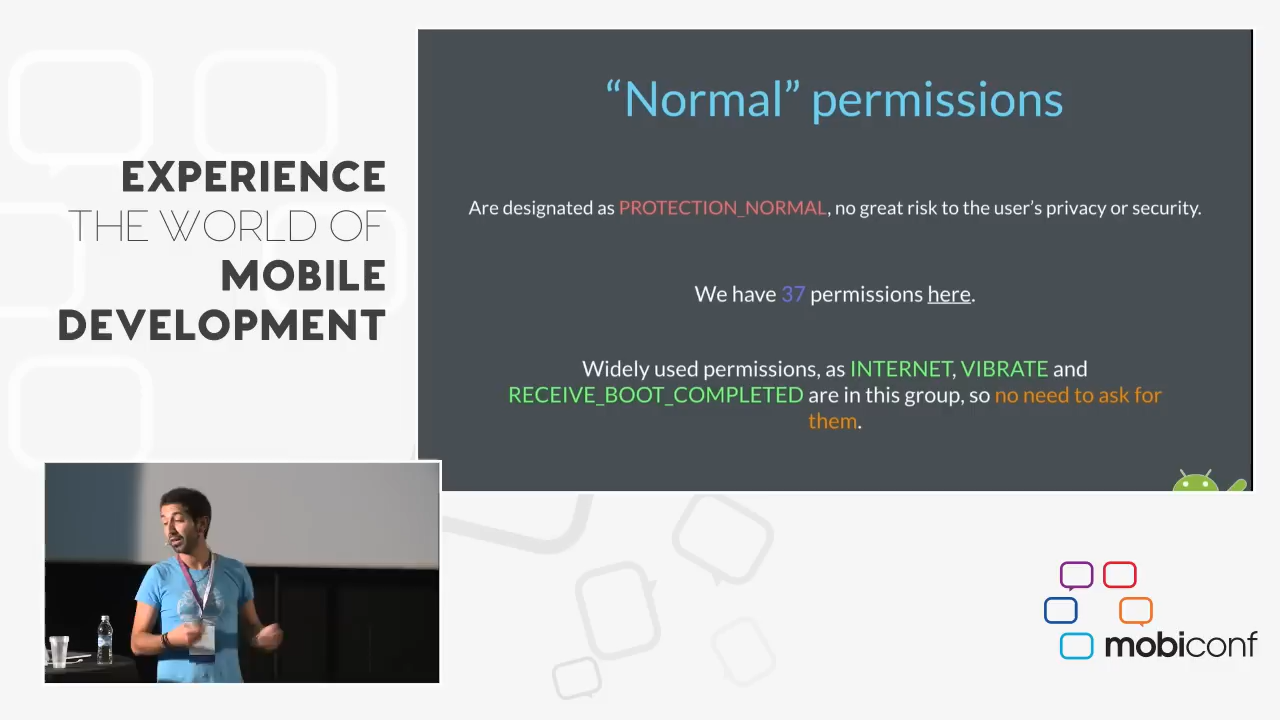 EXPERIENCE
THE WORLD OF
MOBILE
DEVELOPMENT
“Normal” permissions
Are designated as PROTECTION_NORMAL, no great risk to the user’s privacy or security.
We have 37 permissions here.
Widely used permissions, as INTERNET, VIBRATE and
RECEIVE_BOOT_COMPLETED are in this group, so no need to ask for
them.
mobiconf